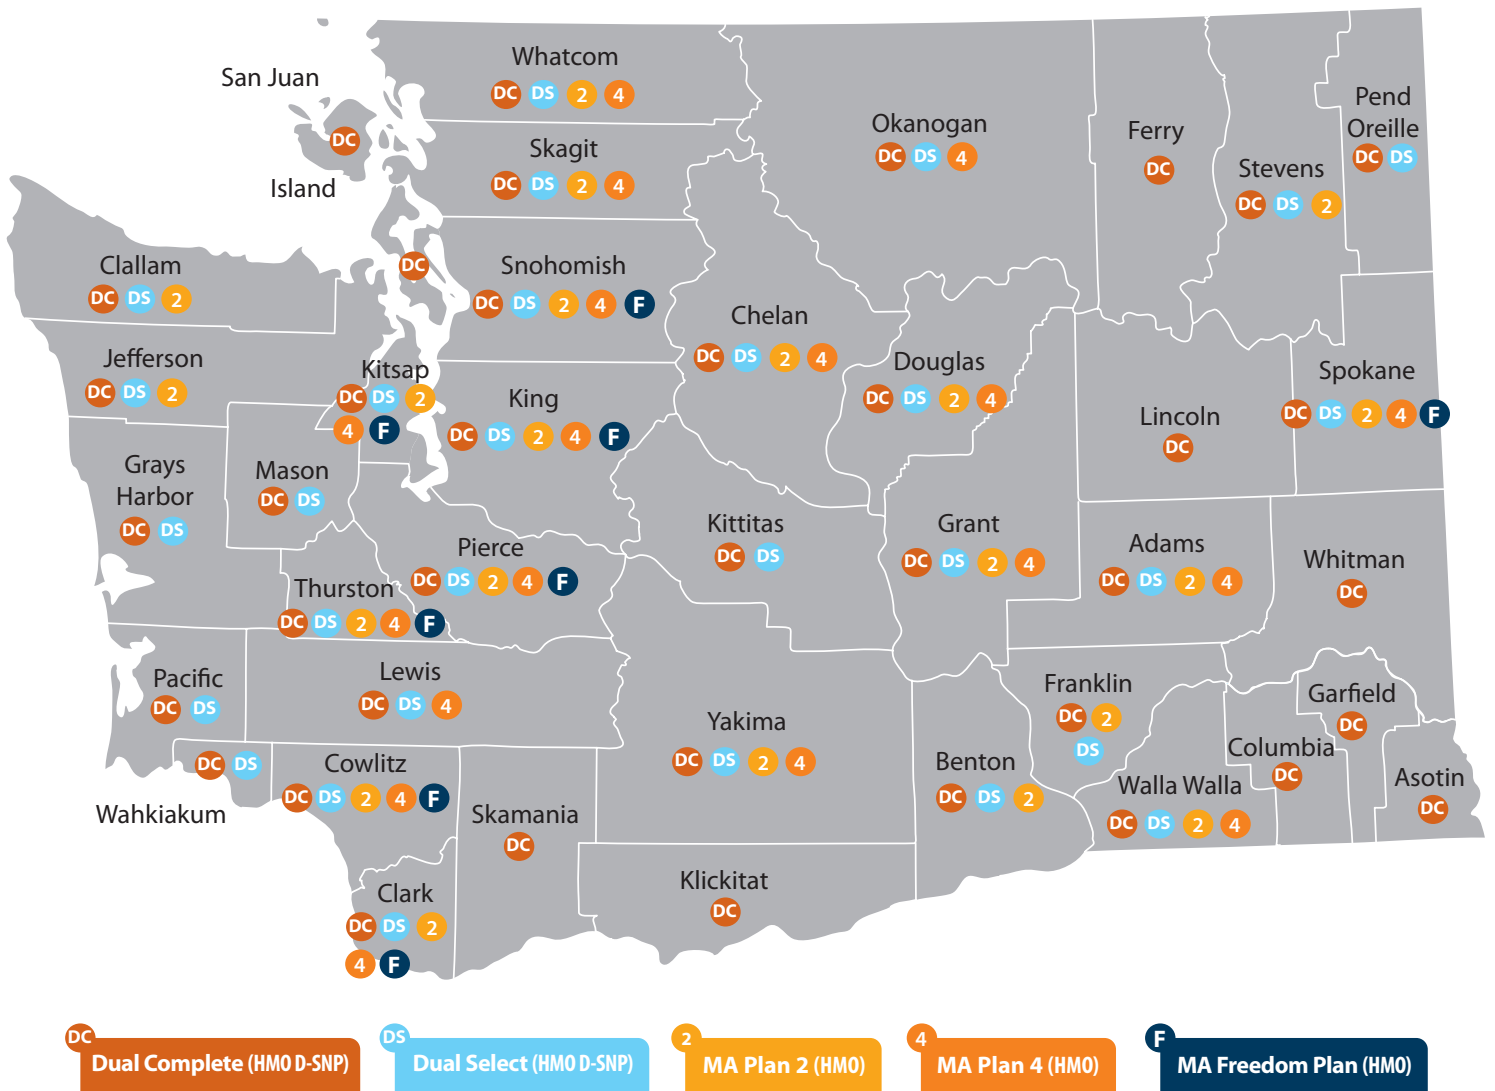 San Juan
DC
Island
DC
Whatcom
DC DS 2 4
Skagit
DC DS 2 4
Okanogan
DC DS 4
Ferry
DC
Stevens
DC DS 2
Pend
Oreille
DC DS
Clallam
DC DS 2
Snohomish
DC DS 2 4 F
Chelan
DC DS 2 4
Jefferson
DC DS 2
Kitsap
DC DS 2
4 F
King
DC DS 2 4 F
Douglas
DC DS 2 4
Lincoln
DC
Spokane
DC DS 2 4 F
Grays
Harbor
DC DS
Mason
DC DS
Pierce
DC DS 2 4 F
Kittitas
DC DS
Grant
DC DS 2 4
Adams
DC DS 2 4
Whitman
DC
Thurston
DC DS 2 4 F
Pacific
DC DS
Lewis
DC DS 4
Yakima
DC DS 2 4
Benton
DC DS 2
Franklin
DC 2
DS
Walla Walla
DC DS 2 4
Columbia
DC
Garfield
DC
Asotin
DC
DC DS
Wahkiakum
Cowlitz
DC DS 2 4 F
Skamania
DC
Klickitat
DC
Clark
DC DS 2
4 F
DC
Dual Complete (HMO D-SNP)
DS
Dual Select (HMO D-SNP)
2
MA Plan 2 (HMO)
4
MA Plan 4 (HMO)
F
MA Freedom Plan (HMO)